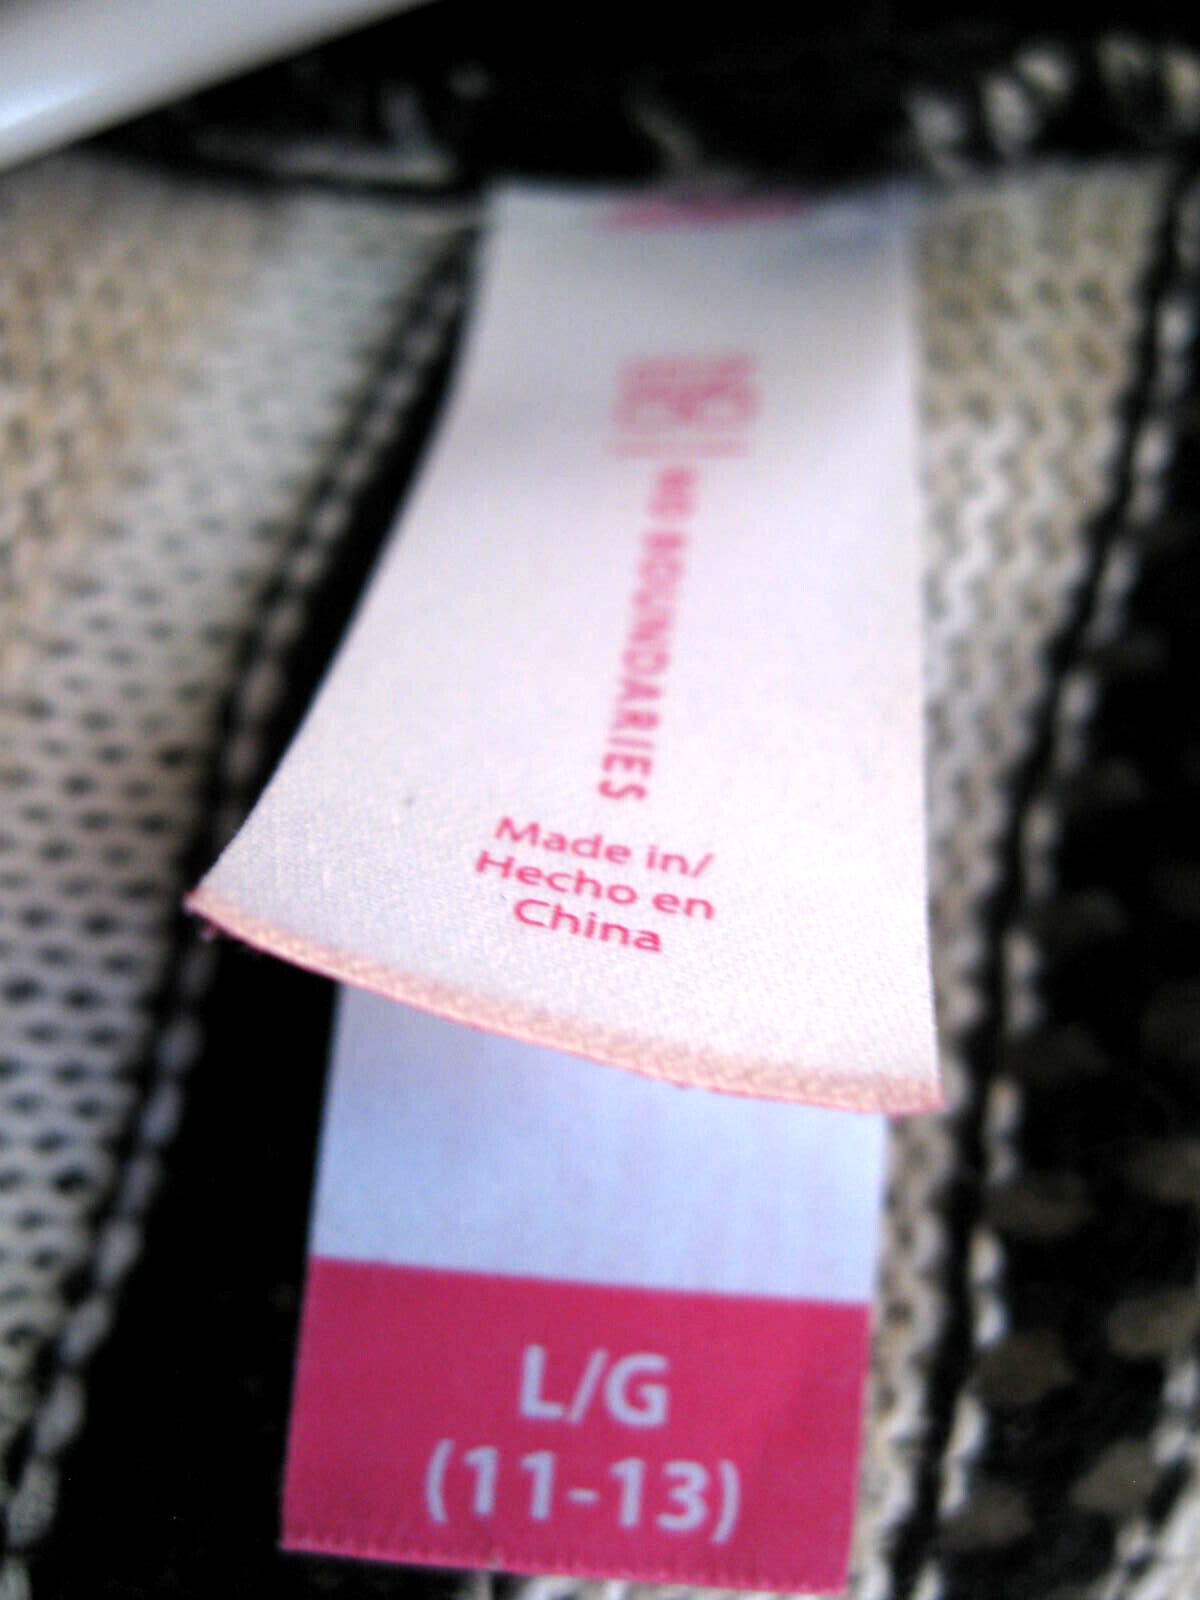 NO BOUNDARIES
Made in/
Hecho en
China
L/G
(11-13)